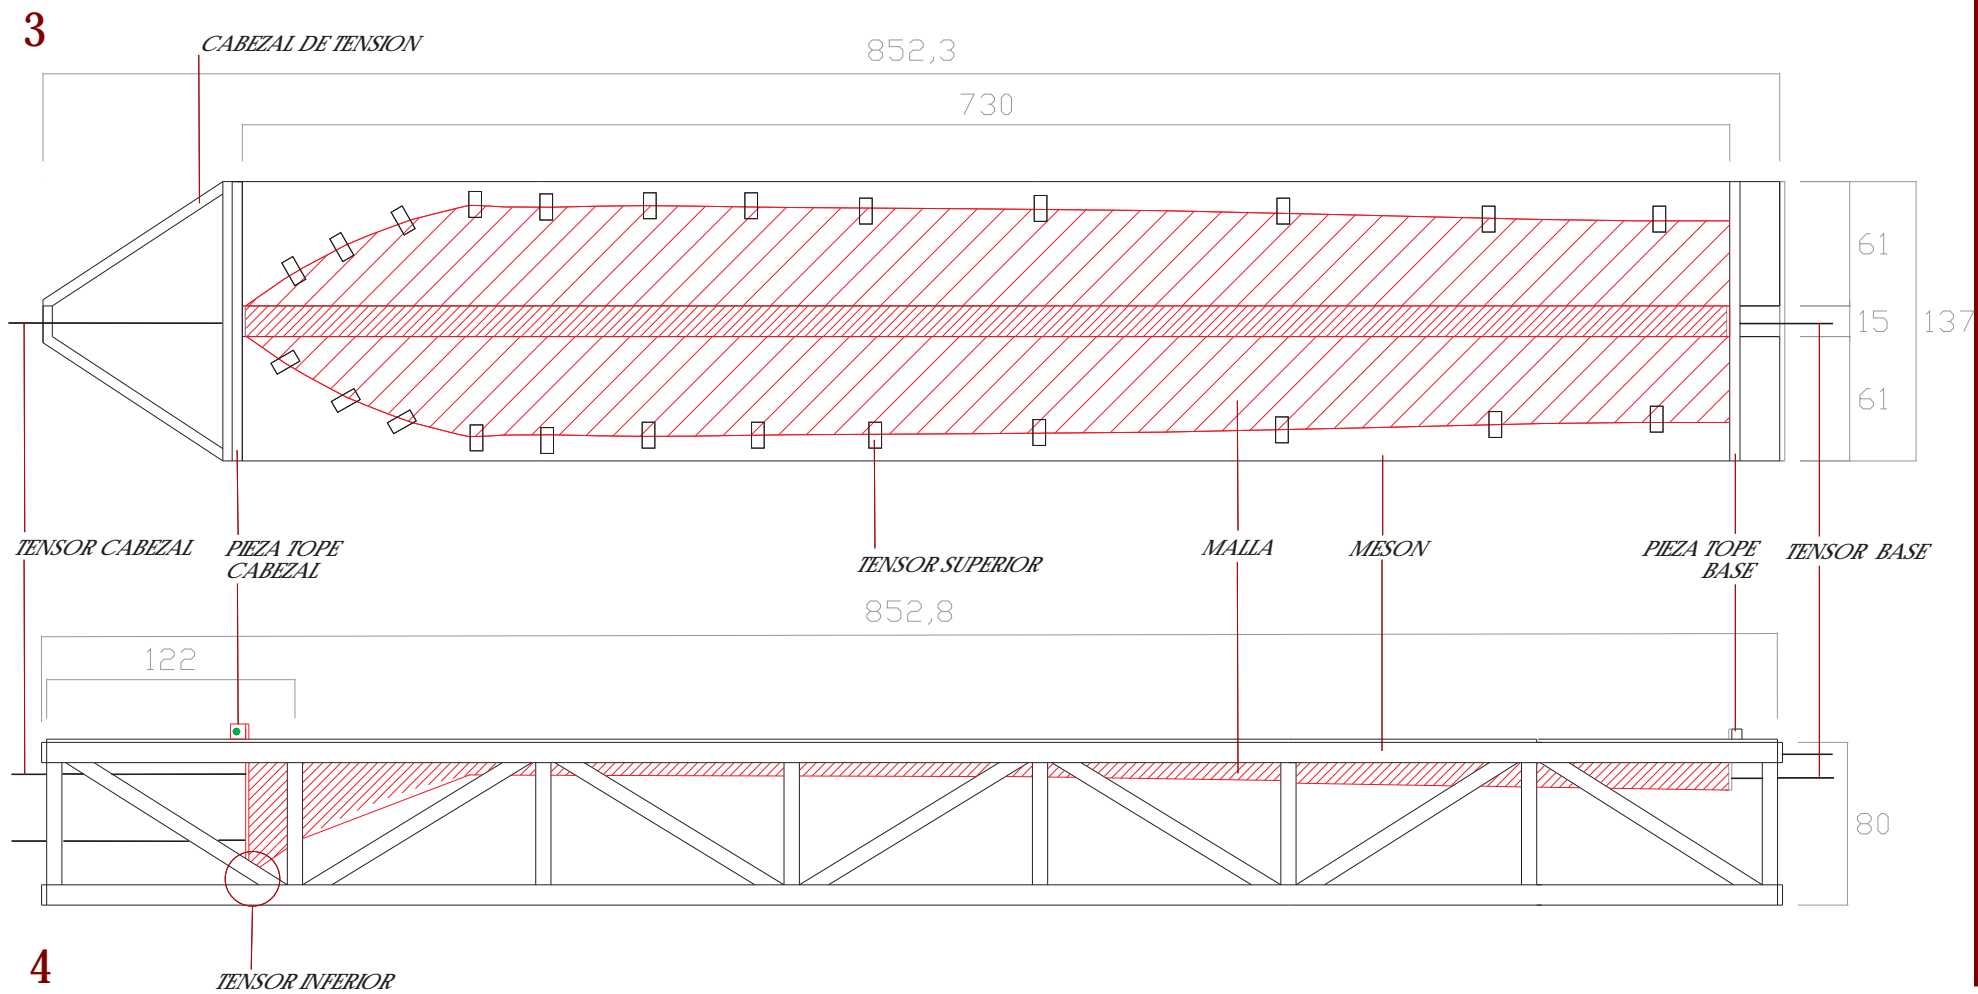 3
CABEZAL DE TENSION
852,3
730
61
15
137
61
TENSOR CABEZAL
PIEZA TOPE
CABEZAL
TENSOR SUPERIOR
MALLA
MESON
PIEZA TOPE
BASE
TENSOR BASE
852,8
122
80
4
TENSOR INFERIOR